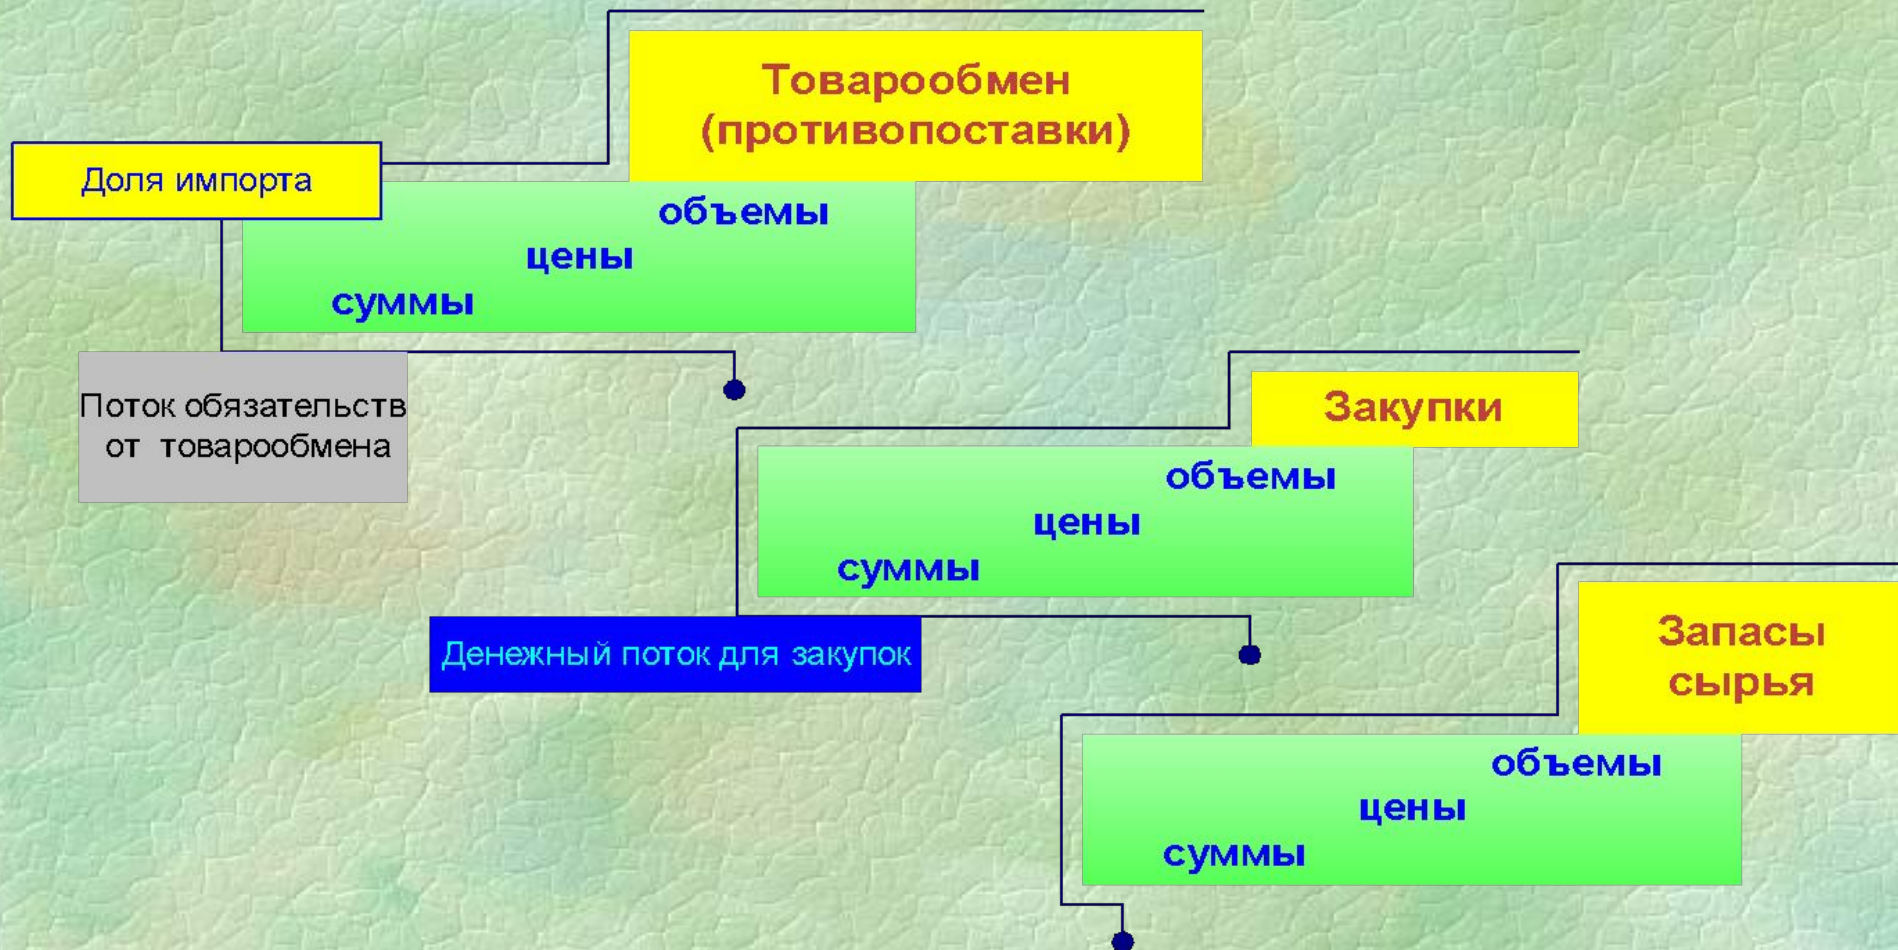 Товарообмен
(противопоставки)
Доля импорта
объемы
цены
суммы
Поток обязательств
от товарообмена
Закупки
объемы
цены
суммы
Денежный поток для закупок
Запасы
сырья
объемы
цены
суммы